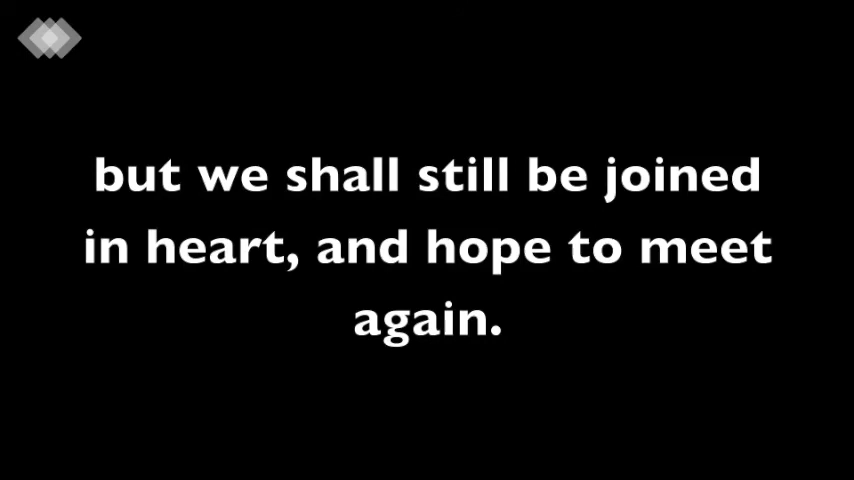 but we shall still be joined
in heart, and hope to meet
again.